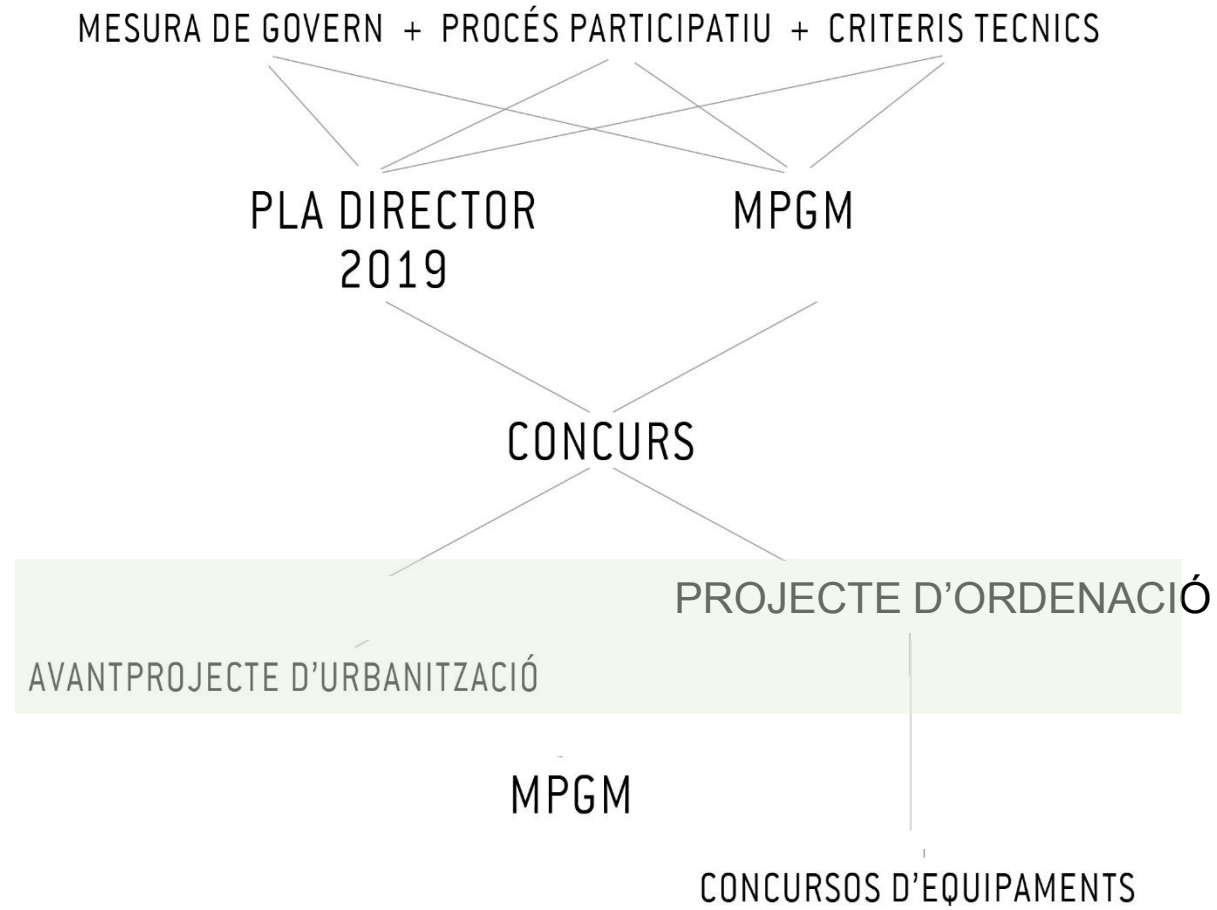 MESURA DE GOVERN + PROCÉS PARTICIPATIU + CRITERIS TECNICS
PLA DIRECTOR MPGM
2019
CONCURS
PROJECTE D'ORDENACIÓ
AVANTPROJECTE D'URBANITZACIÓ
MPGM
CONCURSOS D'EQUIPAMENTS